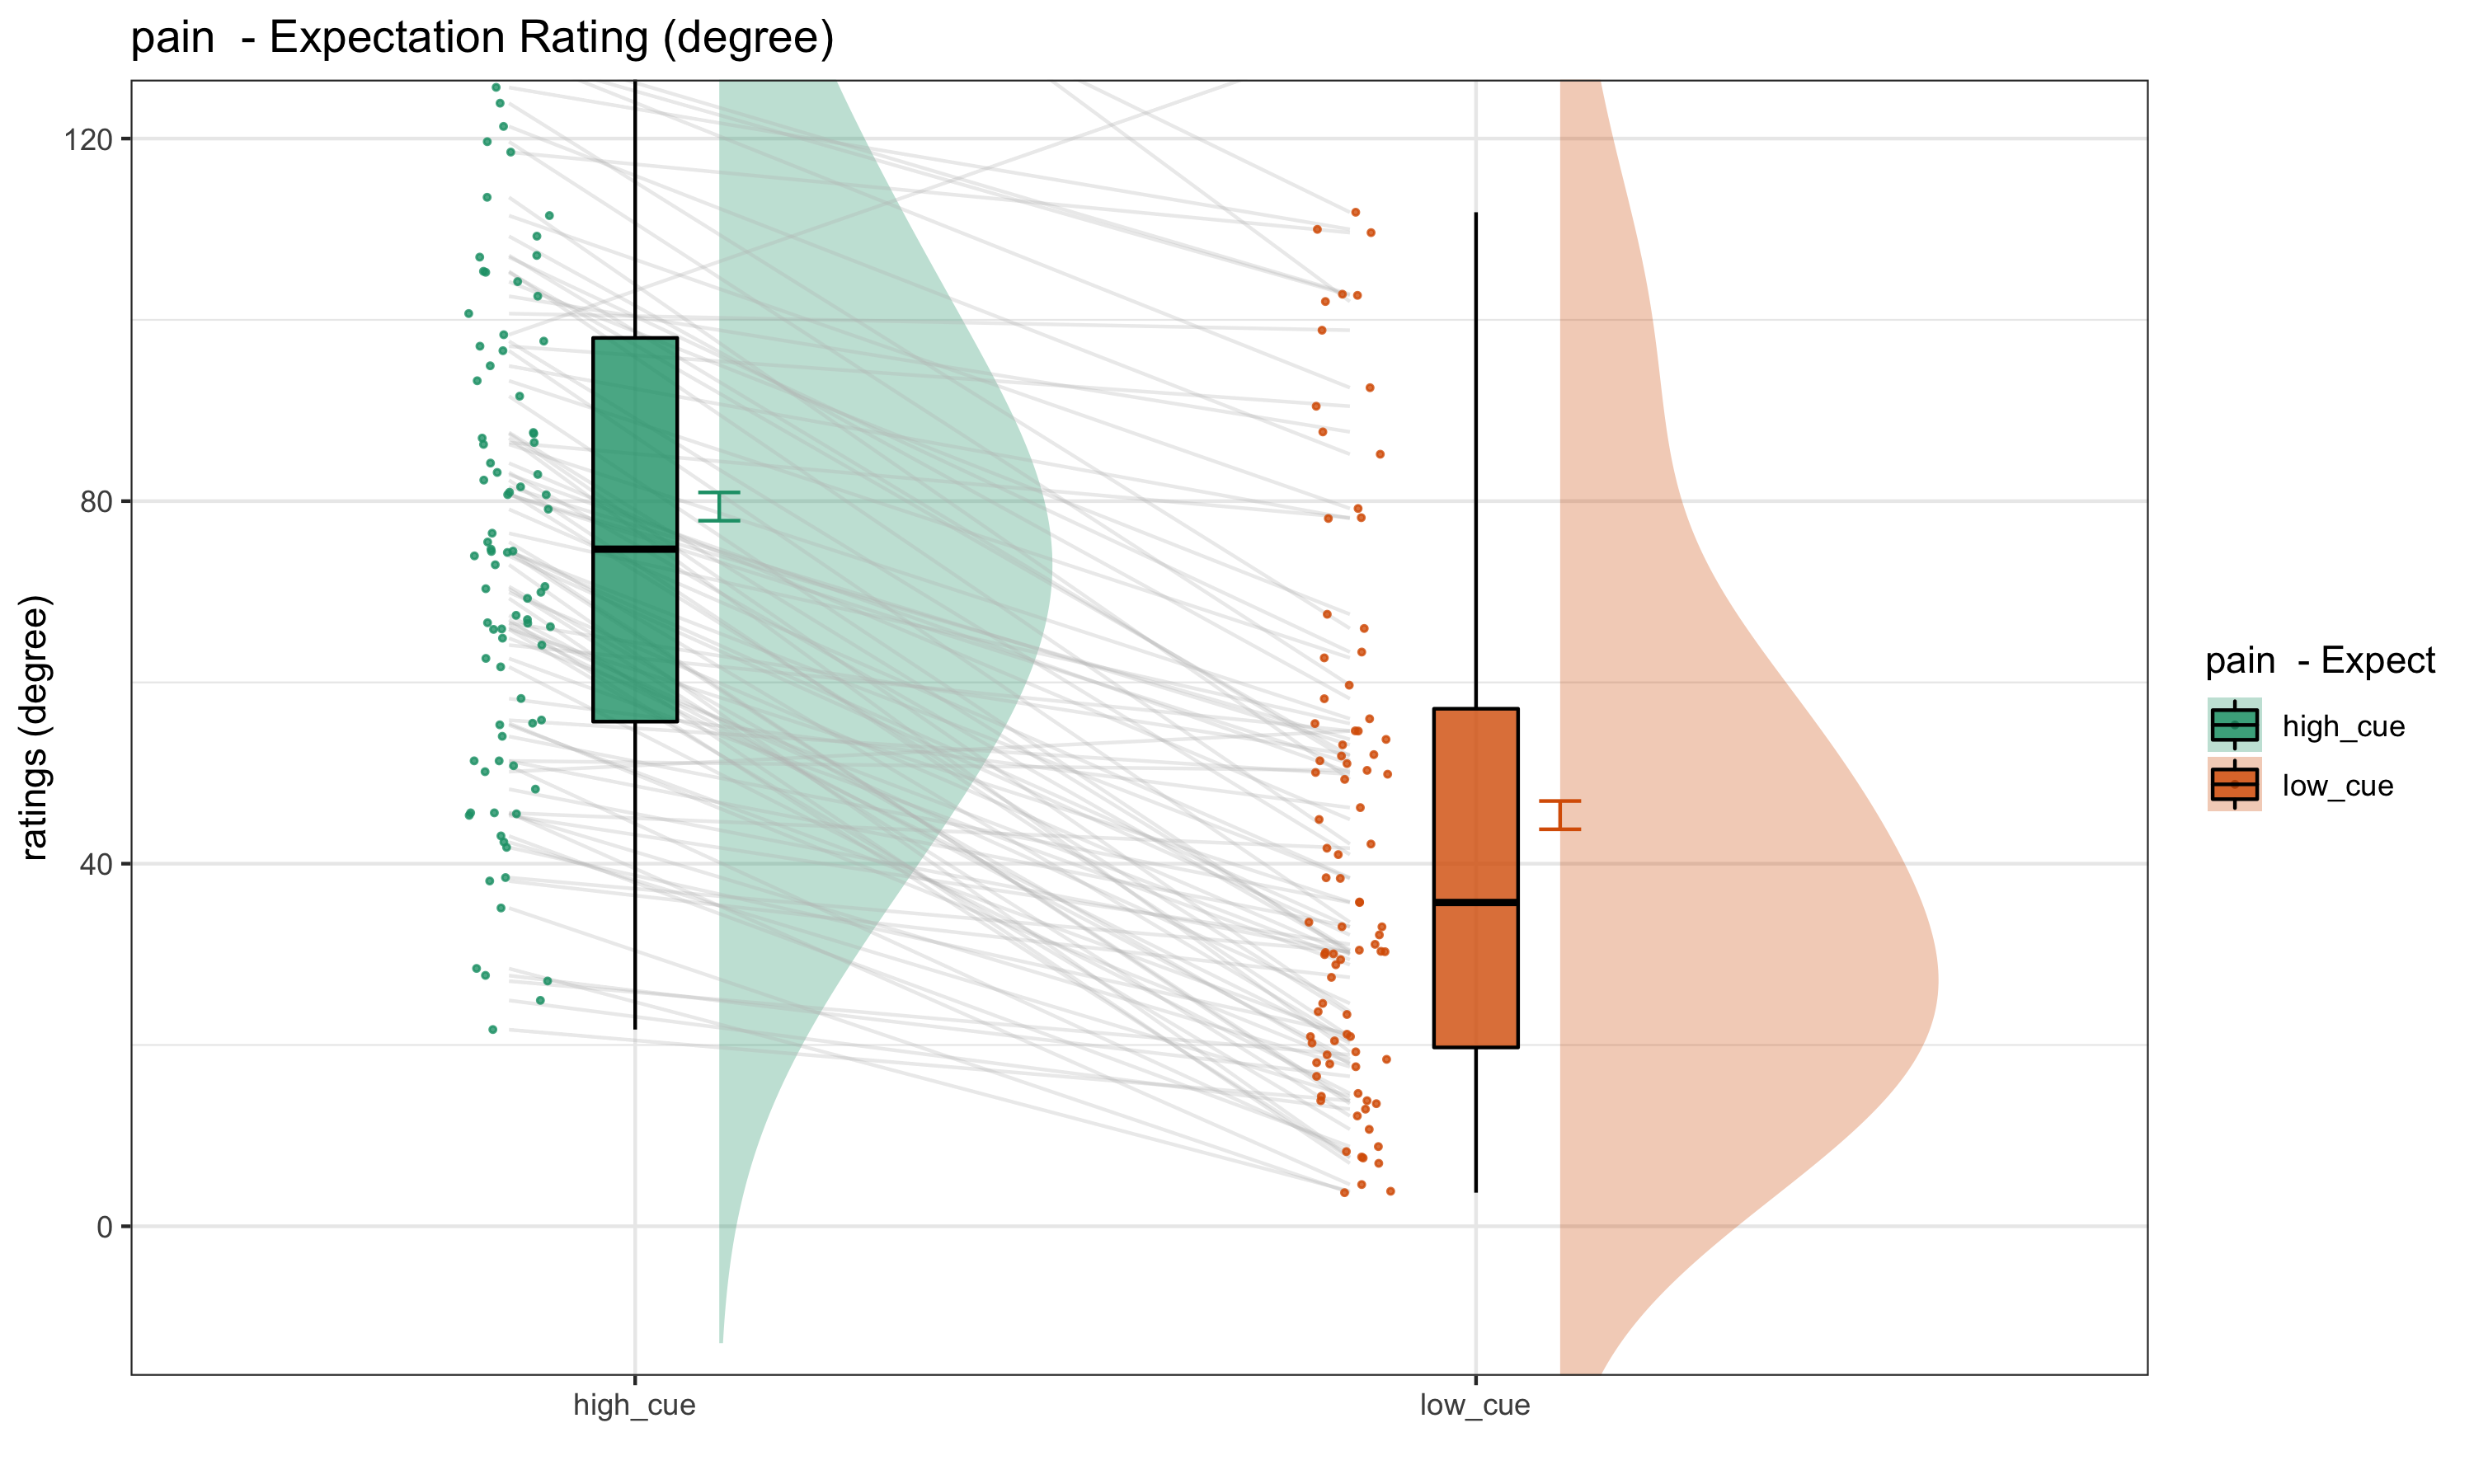 pain  - Expectation Rating (degree)
ratings (degree)
120
80
40
0
high_cue
low_cue
pain  - Expect
high_cue
low_cue